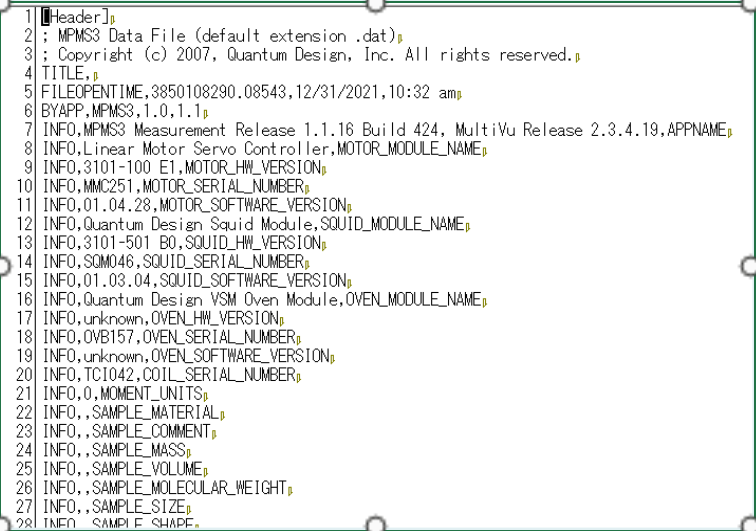 1 [Header]
2 ; MPMS3 Data File (default extension .dat)
3 ; Copyright (c) 2007, Quantum Design, Inc. All rights reserved.
4 TITLE,
5 FILEOPENTIME,3850108290.08543,12/31/2021,10:32 am
6 BYAPP,MPMS3,1.0,1.1
7 INFO,MPMS3 Measurement Release 1.1.16 Build 424, MultiVu Release 2.3.4.19,APPNAME
8 INFO,Linear Motor Servo Controller,MOTOR_MODULE_NAME
9 INFO,3101-100 E1,MOTOR_HW_VERSION
10 INFO,MMC251,MOTOR_SERIAL_NUMBER
11 INFO,01.04.28,MOTOR_SOFTWARE_VERSION
12 INFO,Quantum Design Squid Module,SQUID_MODULE_NAME
13 INFO,3101-501 B0,SQUID_HW_VERSION
14 INFO,SQM046,SQUID_SERIAL_NUMBER
15 INFO,01.03.04,SQUID_SOFTWARE_VERSION
16 INFO,Quantum Design VSM Oven Module,OVEN_MODULE_NAME
17 INFO,unknown,OVEN_HW_VERSION
18 INFO,OVB157,OVEN_SERIAL_NUMBER
19 INFO,unknown,OVEN_SOFTWARE_VERSION
20 INFO,TCI042,COIL_SERIAL_NUMBER
21 INFO,0,MOMENT_UNITS
22 INFO,,SAMPLE_MATERIAL
23 INFO,,SAMPLE_COMMENT
24 INFO,,SAMPLE_MASS
25 INFO,,SAMPLE_VOLUME
26 INFO,,SAMPLE_MOLECULAR_WEIGHT
27 INFO,,SAMPLE_SIZE
28 INFO,,SAMPLE_SHAPE